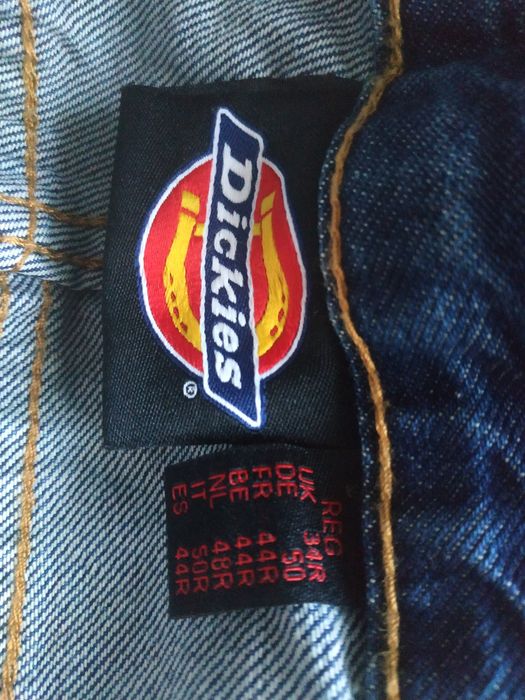 Dickies
®
REG
UK 34R
DE 50
FR 44R
BE 44R
NL 48R
IT 50R
ES 44R